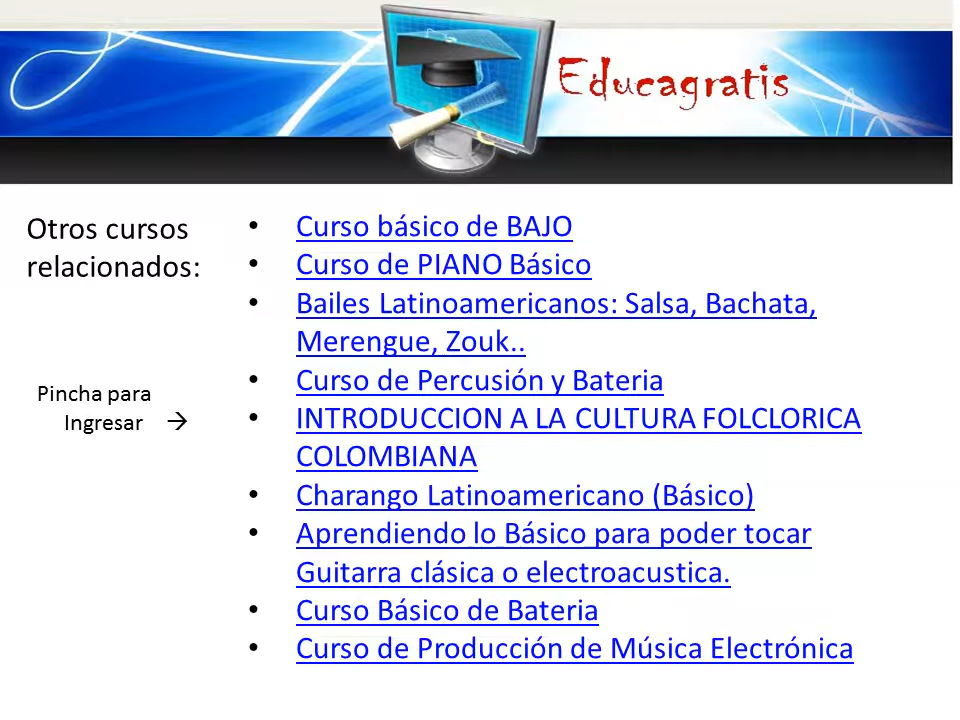 Educagratis
Otros cursos
relacionados:
Pincha para
Ingresar →
• Curso básico de BAJO
• Curso de PIANO Básico
• Bailes Latinoamericanos: Salsa, Bachata,
Merengue, Zouk..
• Curso de Percusión y Bateria
• INTRODUCCION A LA CULTURA FOLCLORICA
COLOMBIANA
• Charango Latinoamericano (Básico)
• Aprendiendo lo Básico para poder tocar
Guitarra clásica o electroacustica.
• Curso Básico de Bateria
• Curso de Producción de Música Electrónica